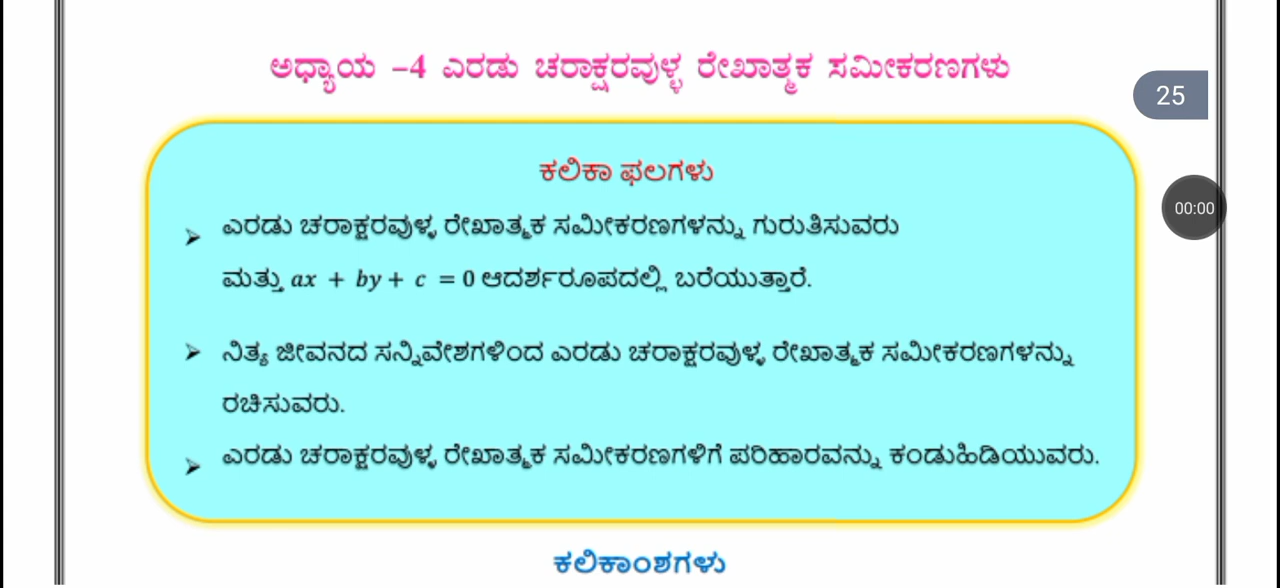 ಅಧ್ಯಾಯ -4 ಎರಡು ಚರಾಕ್ಷರವುಳ್ಳ ರೇಖಾತ್ಮಕ ಸಮೀಕರಣಗಳು
25
ಕಲಿಕಾ ಫಲಗಳು
00:00
➢ ಎರಡು ಚರಾಕ್ಷರವುಳ್ಳ ರೇಖಾತ್ಮಕ ಸಮೀಕರಣಗಳನ್ನು ಗುರುತಿಸುವರು
ಮತ್ತು ax + by + c = 0 ಆದರ್ಶರೂಪದಲ್ಲಿ ಬರೆಯುತ್ತಾರೆ.
➢ ನಿತ್ಯ ಜೀವನದ ಸನ್ನಿವೇಶಗಳಿಂದ ಎರಡು ಚರಾಕ್ಷರವುಳ್ಳ ರೇಖಾತ್ಮಕ ಸಮೀಕರಣಗಳನ್ನು
ರಚಿಸುವರು.
➢ ಎರಡು ಚರಾಕ್ಷರವುಳ್ಳ ರೇಖಾತ್ಮಕ ಸಮೀಕರಣಗಳಿಗೆ ಪರಿಹಾರವನ್ನು ಕಂಡುಹಿಡಿಯುವರು.
ಕಲಿಕಾಂಶಗಳು